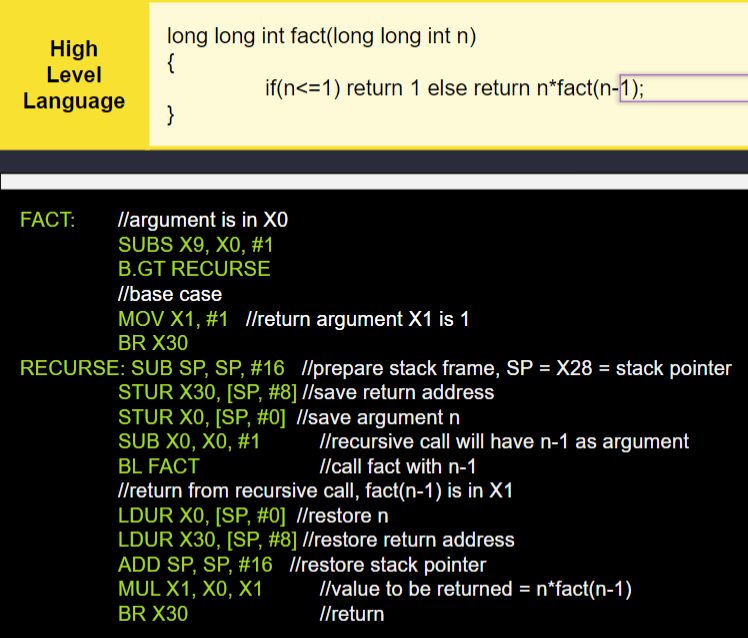 High
Level
Language
long long int fact(long long int n)
{
if(n<=1) return 1 else return n*fact(n-1);
}
FACT: //argument is in X0
SUBS X9, X0, #1
B.GT RECURSE
//base case
MOV X1, #1 //return argument X1 is 1
BR X30
RECURSE: SUB SP, SP, #16 //prepare stack frame, SP = X28 = stack pointer
STUR X30, [SP, #8] //save return address
STUR X0, [SP, #0] //save argument n
SUB X0, X0, #1 //recursive call will have n-1 as argument
BL FACT //call fact with n-1
//return from recursive call, fact(n-1) is in X1
LDUR X0, [SP, #0] //restore n
LDUR X30, [SP, #8] //restore return address
ADD SP, SP, #16 //restore stack pointer
MUL X1, X0, X1 //value to be returned = n*fact(n-1)
BR X30 //return